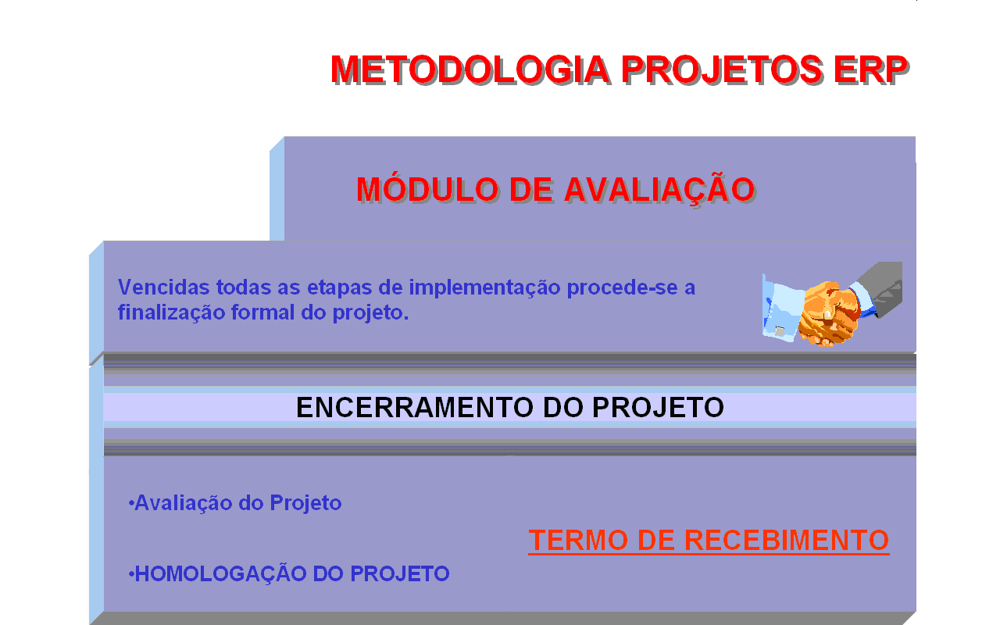 METODOLOGIA PROJETOS ERP
MÓDULO DE AVALIAÇÃO
Vencidas todas as etapas de implementação procede-se a
finalização formal do projeto.
ENCERRAMENTO DO PROJETO
•Avaliação do Projeto
TERMO DE RECEBIMENTO
•HOMOLOGAÇÃO DO PROJETO